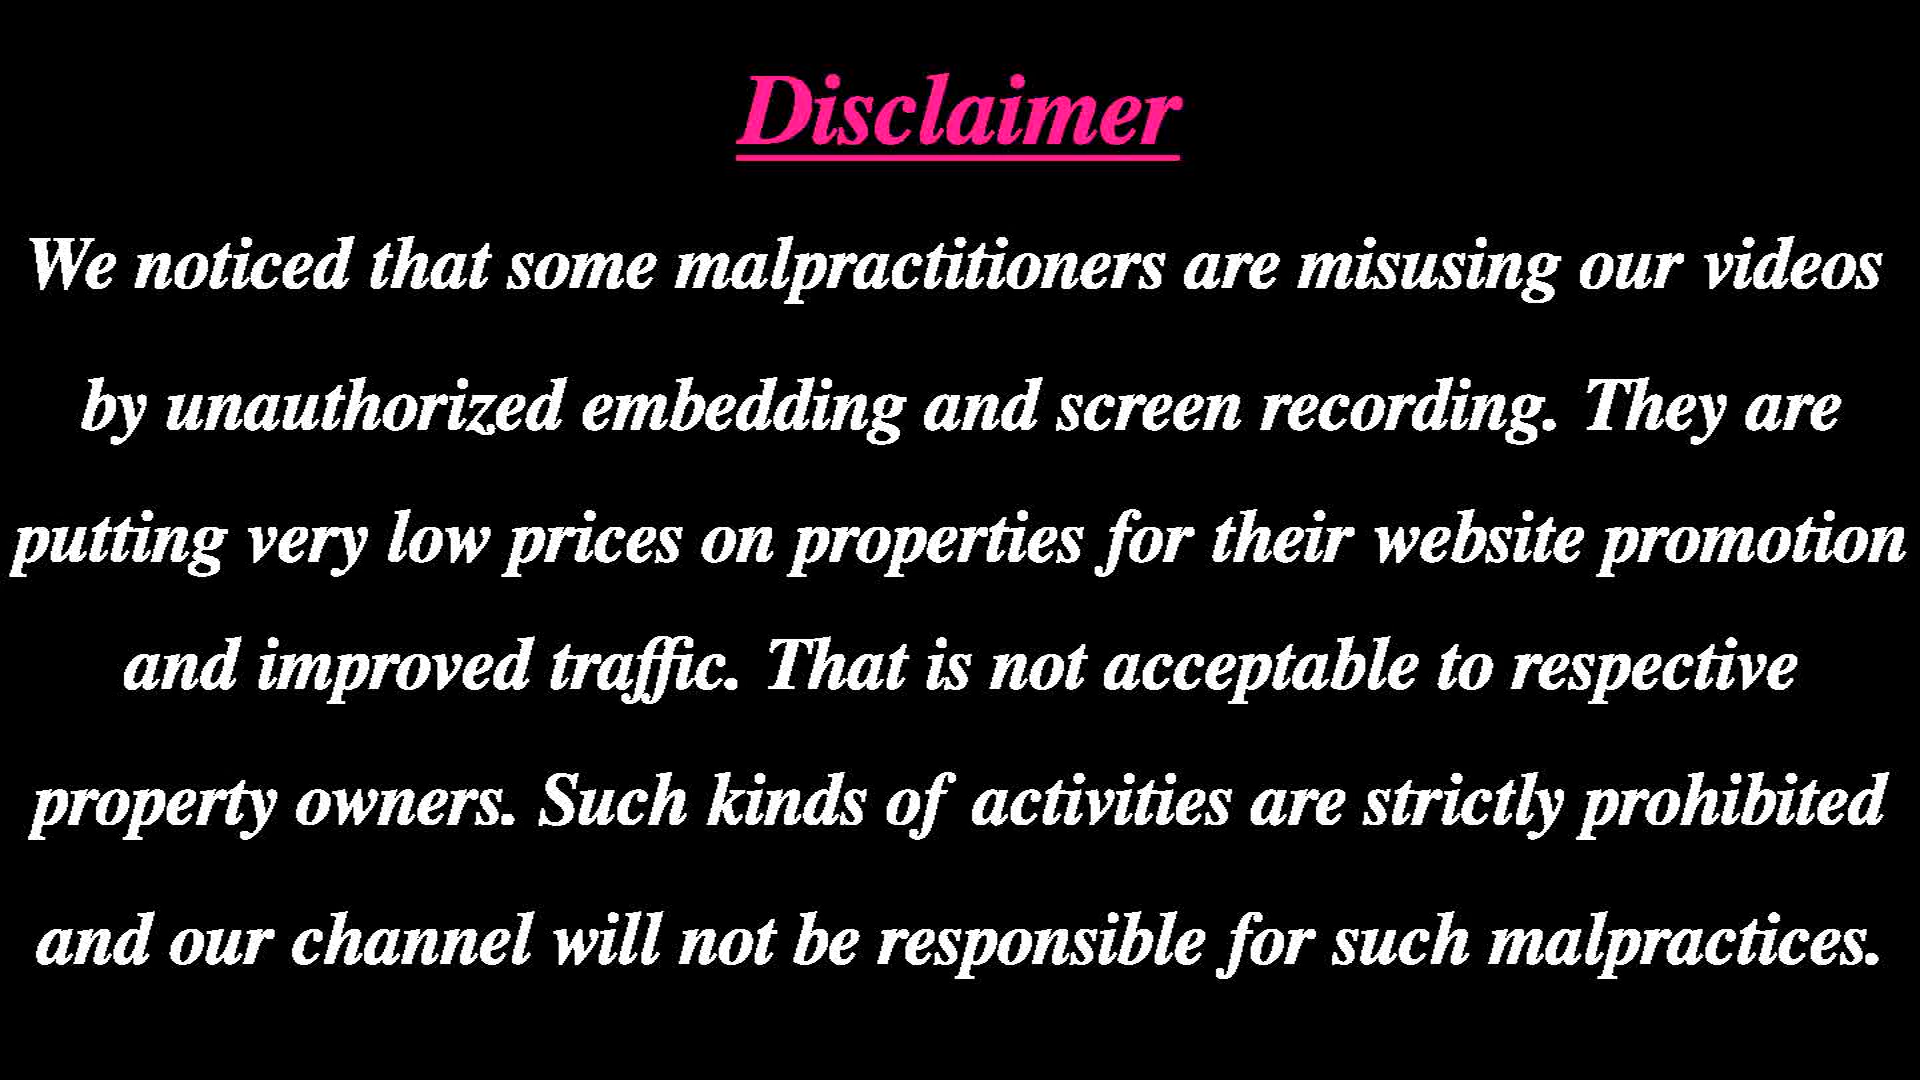 Disclaimer
We noticed that some malpractitioners are misusing our videos
by unauthorized embedding and screen recording. They are
putting very low prices on properties for their website promotion
and improved traffic. That is not acceptable to respective
property owners. Such kinds of activities are strictly prohibited
and our channel will not be responsible for such malpractices.